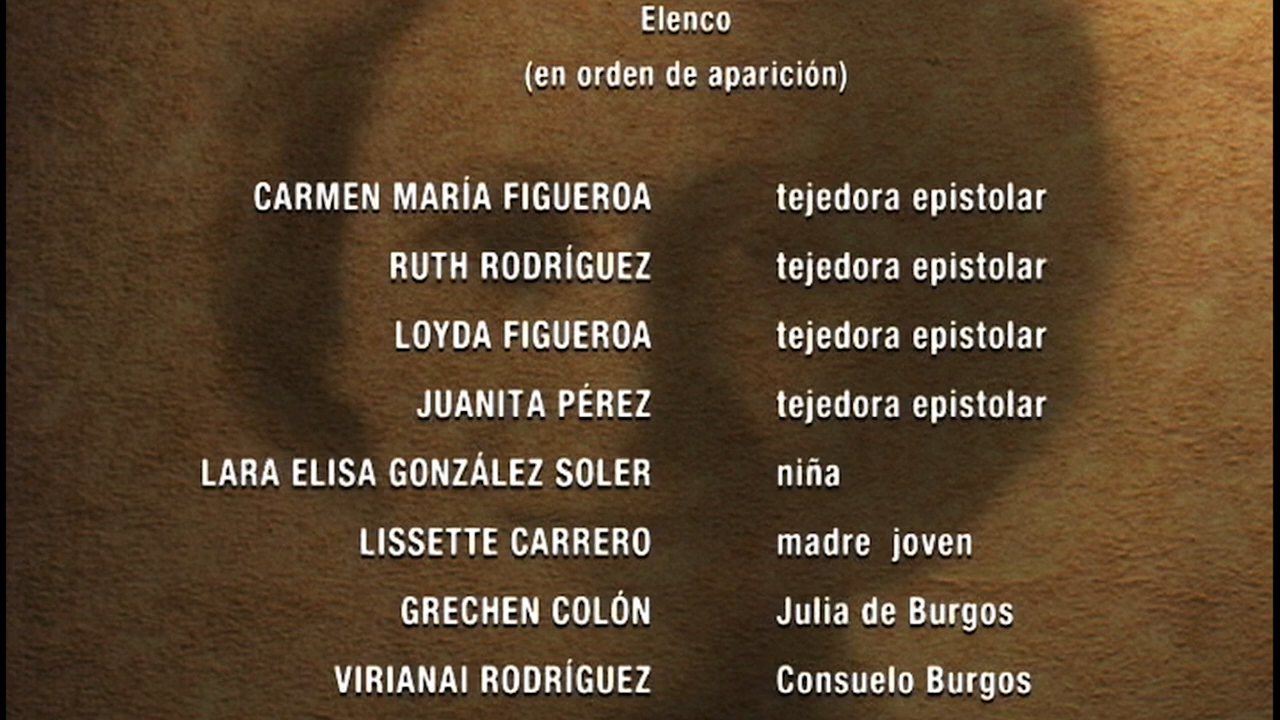 Elenco
(en orden de aparición)
CARMEN MARÍA FIGUEROA tejedora epistolar
RUTH RODRÍGUEZ tejedora epistolar
LOYDA FIGUEROA tejedora epistolar
JUANITA PÉREZ tejedora epistolar
LARA ELISA GONZÁLEZ SOLER niña
LISSETTE CARRERO madre joven
GRECHEN COLÓN Julia de Burgos
VIRIANAI RODRÍGUEZ Consuelo Burgos